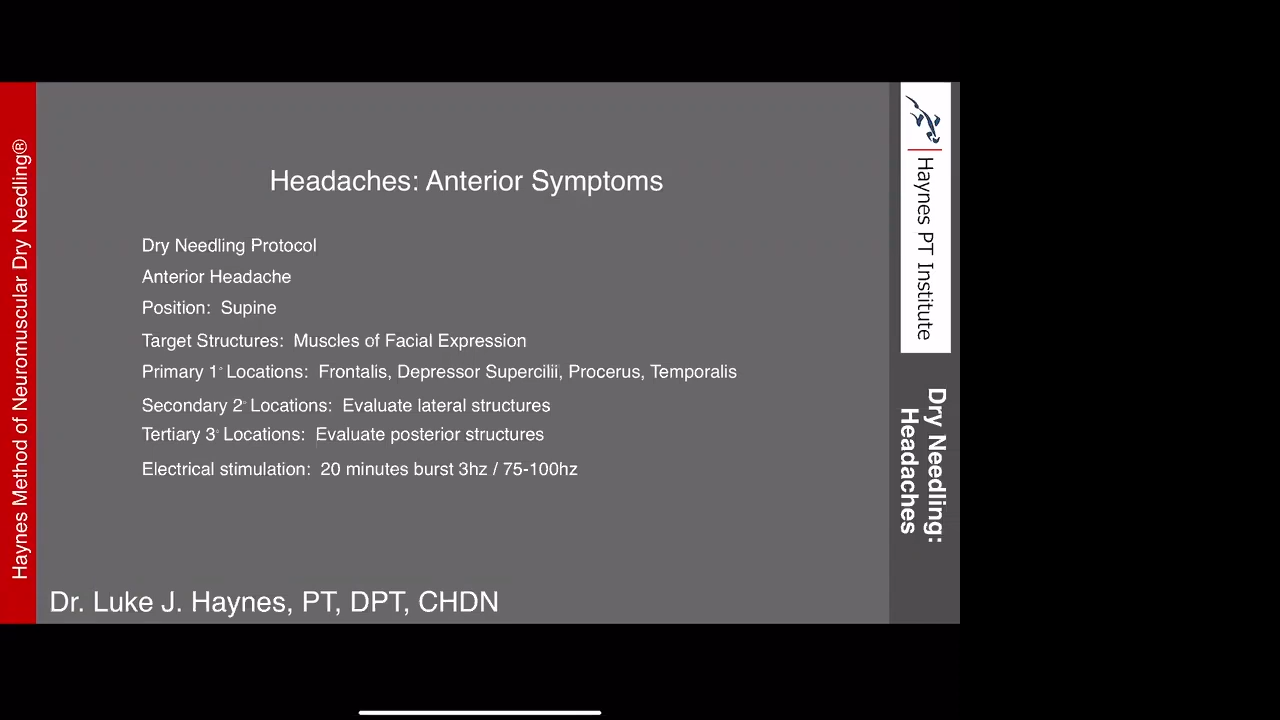 Haynes Method of Neuromuscular Dry Needling®
Headaches: Anterior Symptoms
Dry Needling Protocol
Anterior Headache
Position: Supine
Target Structures: Muscles of Facial Expression
Primary 1° Locations: Frontalis, Depressor Supercilii, Procerus, Temporalis
Secondary 2° Locations: Evaluate lateral structures
Tertiary 3° Locations: Evaluate posterior structures
Electrical stimulation: 20 minutes burst 3hz / 75-100hz
Dr. Luke J. Haynes, PT, DPT, CHDN
Haynes PT Institute
Dry Needling:
Headaches